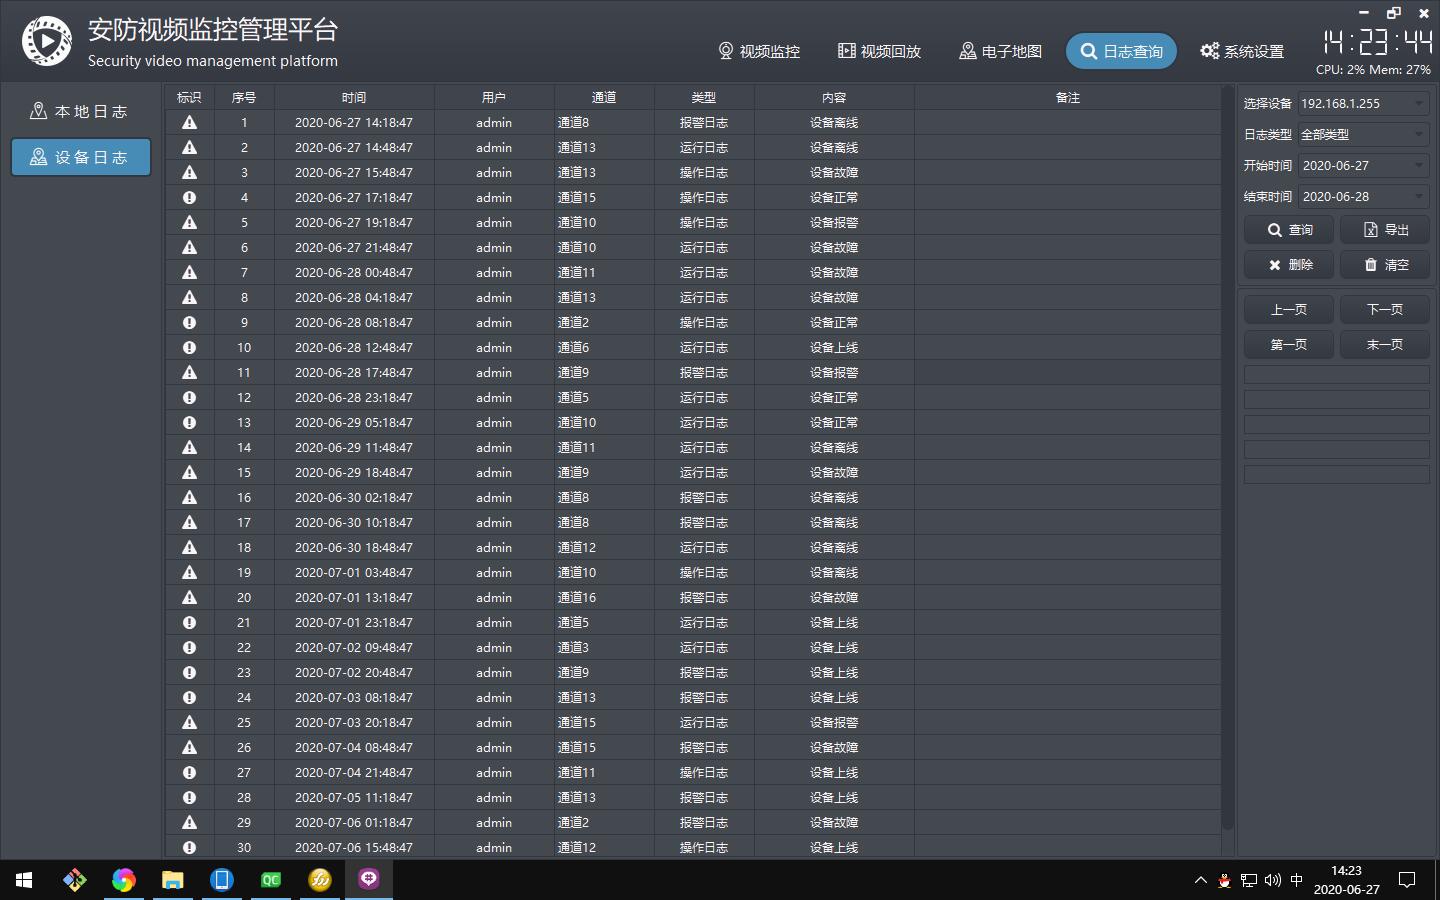 安防视频监控管理平台
Security video management platform
视频监控 视频回放 电子地图 日志查询 系统设置
14:23:44
CPU: 2% Mem: 27%
本地日志
设备日志
标识 序号 时间 用户 通道 类型 内容 备注
1 2020-06-27 14:18:47 admin 通道8 报警日志 设备离线
2 2020-06-27 14:48:47 admin 通道13 运行日志 设备离线
3 2020-06-27 15:48:47 admin 通道13 操作日志 设备故障
4 2020-06-27 17:18:47 admin 通道15 操作日志 设备正常
5 2020-06-27 19:18:47 admin 通道10 操作日志 设备报警
6 2020-06-27 21:48:47 admin 通道10 运行日志 设备故障
7 2020-06-28 00:48:47 admin 通道11 运行日志 设备故障
8 2020-06-28 04:18:47 admin 通道13 运行日志 设备故障
9 2020-06-28 08:18:47 admin 通道2 操作日志 设备正常
10 2020-06-28 12:48:47 admin 通道6 运行日志 设备上线
11 2020-06-28 17:48:47 admin 通道9 报警日志 设备报警
12 2020-06-28 23:18:47 admin 通道5 运行日志 设备正常
13 2020-06-29 05:18:47 admin 通道10 运行日志 设备正常
14 2020-06-29 11:48:47 admin 通道11 运行日志 设备离线
15 2020-06-29 18:48:47 admin 通道9 运行日志 设备故障
16 2020-06-30 02:18:47 admin 通道8 报警日志 设备离线
17 2020-06-30 10:18:47 admin 通道8 报警日志 设备离线
18 2020-06-30 18:48:47 admin 通道12 运行日志 设备离线
19 2020-07-01 03:48:47 admin 通道10 操作日志 设备离线
20 2020-07-01 13:18:47 admin 通道16 报警日志 设备故障
21 2020-07-01 23:18:47 admin 通道5 运行日志 设备上线
22 2020-07-02 09:48:47 admin 通道3 运行日志 设备上线
23 2020-07-02 20:48:47 admin 通道9 报警日志 设备上线
24 2020-07-03 08:18:47 admin 通道13 报警日志 设备上线
25 2020-07-03 20:18:47 admin 通道15 运行日志 设备报警
26 2020-07-04 08:48:47 admin 通道15 报警日志 设备故障
27 2020-07-04 21:48:47 admin 通道11 操作日志 设备上线
28 2020-07-05 11:18:47 admin 通道13 报警日志 设备上线
29 2020-07-06 01:18:47 admin 通道2 报警日志 设备故障
30 2020-07-06 15:48:47 admin 通道12 操作日志 设备上线
选择设备 192.168.1.255
日志类型 全部类型
开始时间 2020-06-27
结束时间 2020-06-28
查询 导出
删除 清空
上一页 下一页
第一页 末一页
QC
中
14:23
2020-06-27